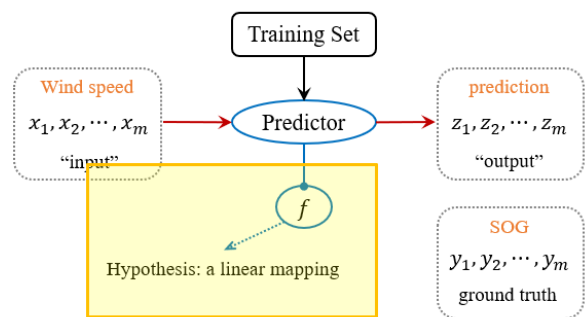 Training Set
Wind speed
x₁, x₂, ⋯, xₘ
“input”
Predictor
prediction
z₁, z₂, ⋯, zₘ
“output”
f
Hypothesis: a linear mapping
SOG
y₁, y₂, ⋯, yₘ
ground truth